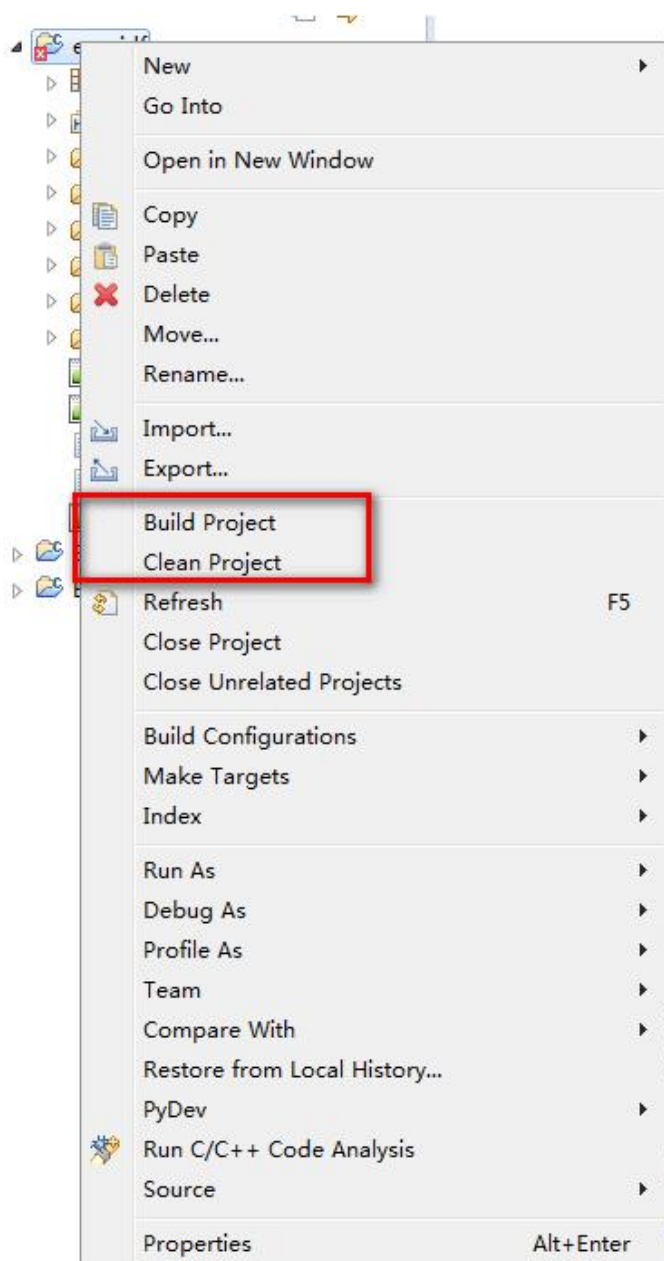 New
Go Into
Open in New Window
Copy
Paste
Delete
Move...
Rename...
Import...
Export...
Build Project
Clean Project
Refresh F5
Close Project
Close Unrelated Projects
Build Configurations
Make Targets
Index
Run As
Debug As
Profile As
Team
Compare With
Restore from Local History...
PyDev
Run C/C++ Code Analysis
Source
Properties Alt+Enter